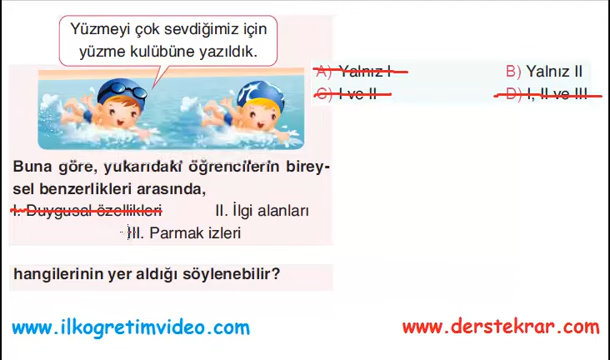 Yüzmeyi çok sevdiğimiz için
yüzme kulübüne yazıldık.
Buna göre, yukarıdaki öğrencilerin birey-
sel benzerlikleri arasında,
I. Duygusal özellikleri II. İlgi alanları
III. Parmak izleri
hangilerinin yer aldığı söylenebilir?
A) Yalnız I B) Yalnız II
C) I ve II D) I, II ve III
www.ilkogretimvideo.com www.derstekrar.com